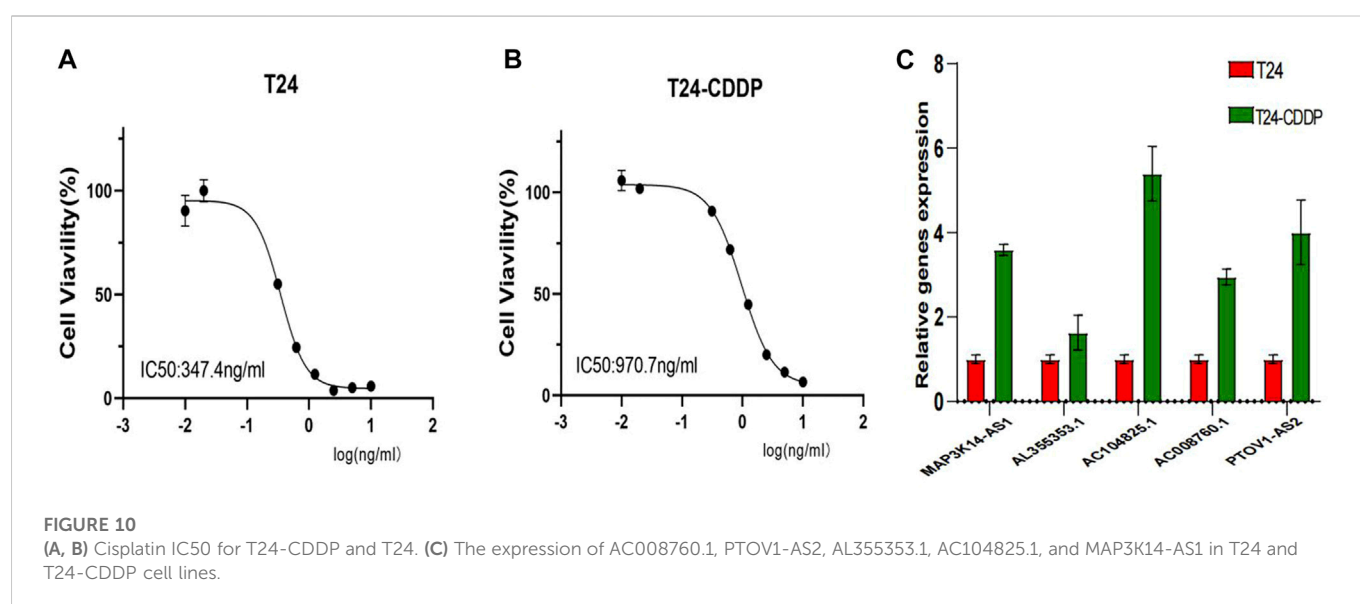 A
T24
Cell Viavility(%)
100
50
0
IC50:347.4ng/ml
-3 -2 -1 0 1 2
log(ng/ml)
B
T24-CDDP
Cell Viavility(%)
100
50
0
IC50:970.7ng/ml
-3 -2 -1 0 1 2
log(ng/ml)
C
Relative genes expression
8
6
4
2
0
T24
T24-CDDP
MAP3K14-AS1 AL355353.1 AC104825.1 AC008760.1 PTOV1-AS2
FIGURE 10
(A, B) Cisplatin IC50 for T24-CDDP and T24. (C) The expression of AC008760.1, PTOV1-AS2, AL355353.1, AC104825.1, and MAP3K14-AS1 in T24 and
T24-CDDP cell lines.